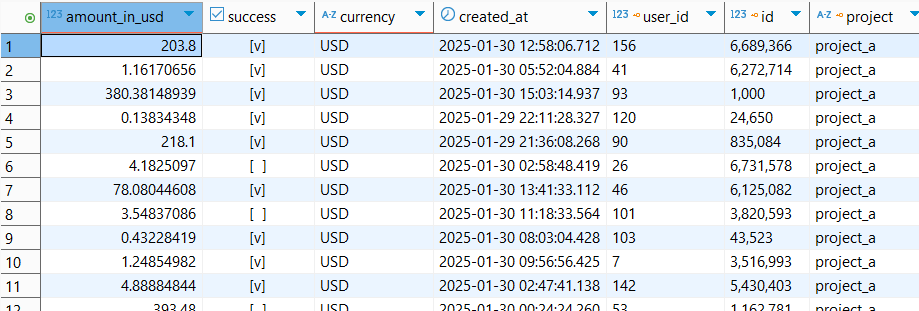 123 amount_in_usd success A-Z currency created_at 123 user_id 123 id A-Z project
1 203.8 [v] USD 2025-01-30 12:58:06.712 156 6,689,366 project_a
2 1.16170656 [v] USD 2025-01-30 05:52:04.884 41 6,272,714 project_a
3 380.38148939 [v] USD 2025-01-30 15:03:14.937 93 1,000 project_a
4 0.13834348 [v] USD 2025-01-29 22:11:28.327 120 24,650 project_a
5 218.1 [v] USD 2025-01-29 21:36:08.268 90 835,084 project_a
6 4.1825097 [ ] USD 2025-01-30 02:58:48.419 26 6,731,578 project_a
7 78.08044608 [v] USD 2025-01-30 13:41:33.112 46 6,125,082 project_a
8 3.54837086 [ ] USD 2025-01-30 11:18:33.564 101 3,820,593 project_a
9 0.43228419 [v] USD 2025-01-30 08:03:04.428 103 43,523 project_a
10 1.24854982 [v] USD 2025-01-30 09:56:56.425 7 3,516,993 project_a
11 4.88884844 [v] USD 2025-01-30 02:47:41.138 142 5,430,403 project_a
12 393.48 [ ] USD 2025-01-30 00:24:24.260 53 1,162,781 project_a